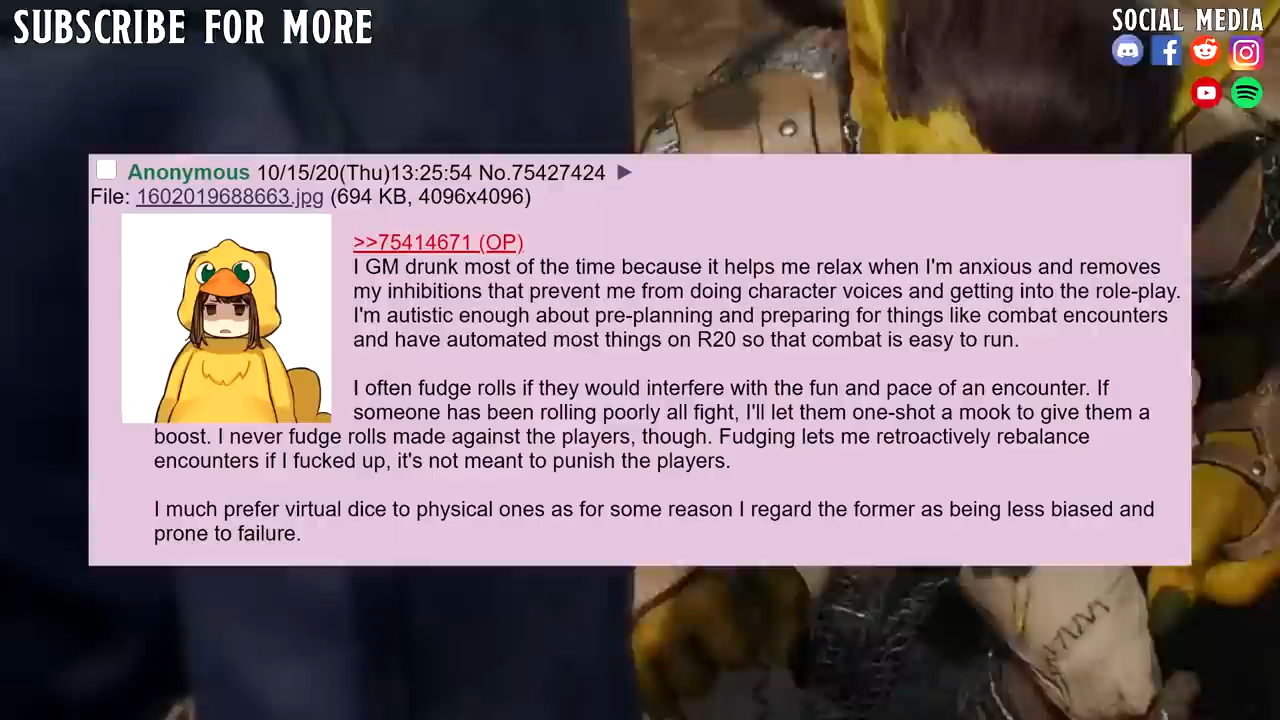 SUBSCRIBE FOR MORE
SOCIAL MEDIA
Anonymous 10/15/20(Thu)13:25:54 No.75427424 ▶
File: 1602019688663.jpg (694 KB, 4096x4096)
>>75414671 (OP)
I GM drunk most of the time because it helps me relax when I'm anxious and removes
my inhibitions that prevent me from doing character voices and getting into the role-play.
I'm autistic enough about pre-planning and preparing for things like combat encounters
and have automated most things on R20 so that combat is easy to run.
I often fudge rolls if they would interfere with the fun and pace of an encounter. If
someone has been rolling poorly all fight, I'll let them one-shot a mook to give them a
boost. I never fudge rolls made against the players, though. Fudging lets me retroactively rebalance
encounters if I fucked up, it's not meant to punish the players.
I much prefer virtual dice to physical ones as for some reason I regard the former as being less biased and
prone to failure.